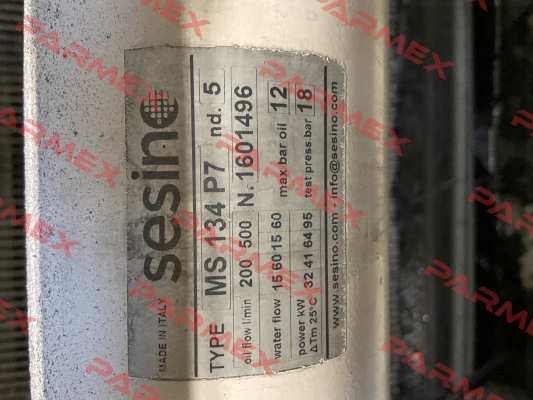 MADE IN ITALY
sesino
TYPE MS 134 P7 nd. 5
oil flow l/min 200 500 N. 1601496
water flow 15 60 15 60 max bar oil 12
power kW
ΔTm 25°C 32 41 64 95 test press.bar 18
www.sesino.com - info@sesino.com
PARMEX
PARMEX
PARMEX
PARMEX
PARMEX
PARMEX
PARMEX
PARMEX
PARMEX